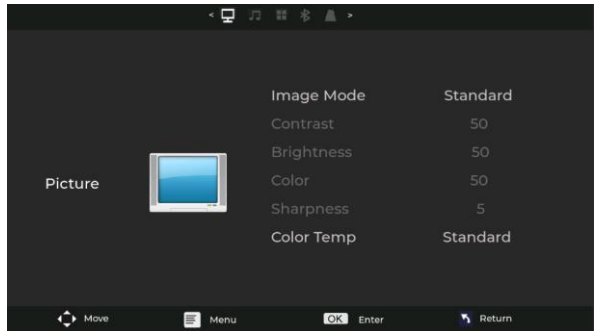 Image Mode Standard
Contrast 50
Brightness 50
Picture
Color 50
Sharpness 5
Color Temp Standard
Move Menu OK Enter Return